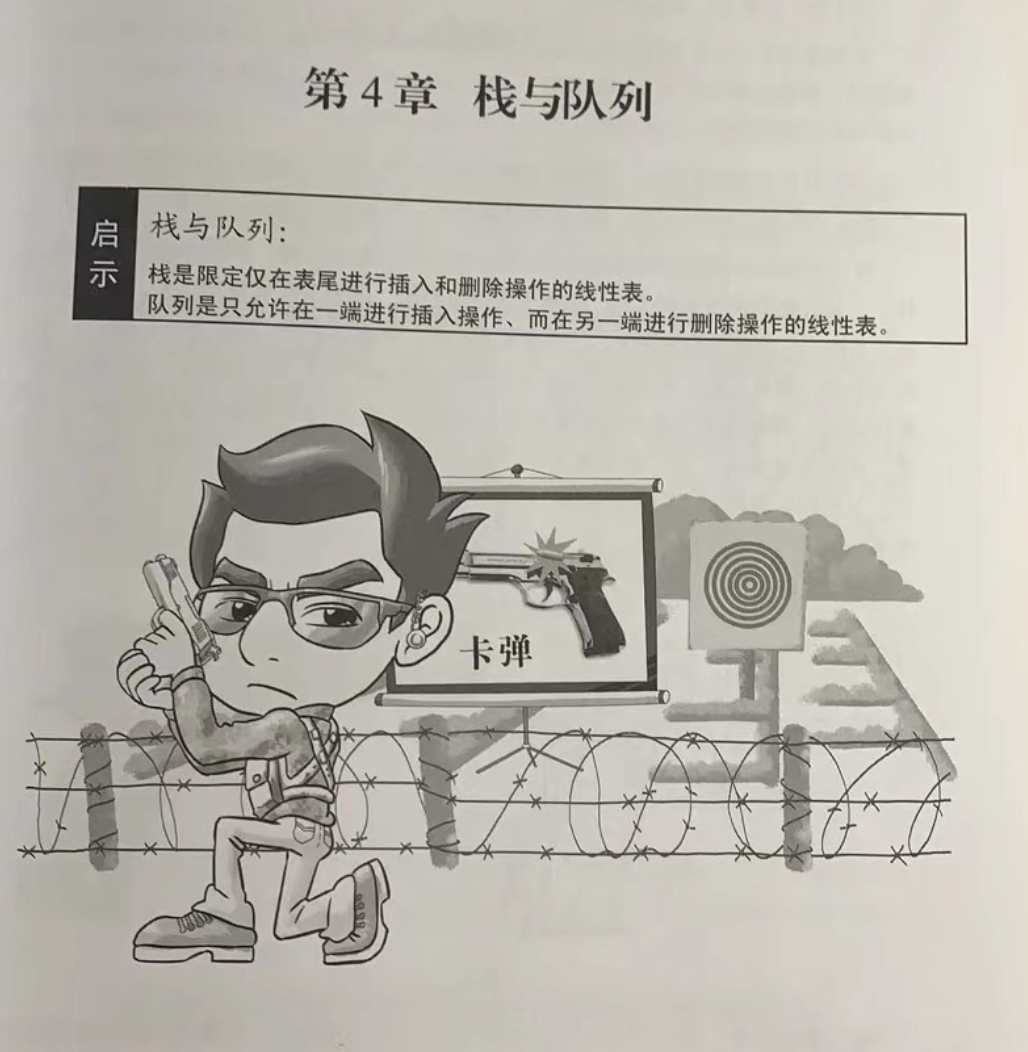 第4章 栈与队列
启示
栈与队列:
栈是限定仅在表尾进行插入和删除操作的线性表。
队列是只允许在一端进行插入操作、而在另一端进行删除操作的线性表。
卡弹